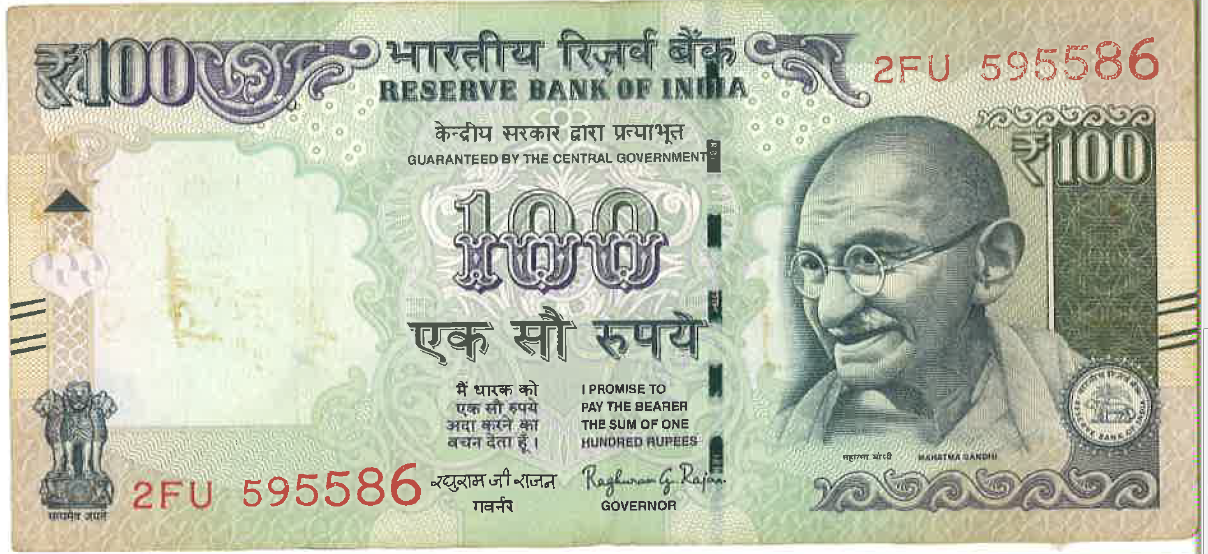 ₹100
भारतीय रिज़र्व बैंक
RESERVE BANK OF INDIA
2FU 595586
केन्द्रीय सरकार द्वारा प्रत्याभूत
GUARANTEED BY THE CENTRAL GOVERNMENT
₹100
100
एक सौ रुपये
मैं धारक को
एक सौ रुपये
अदा करने का
वचन देता हूँ ।
I PROMISE TO
PAY THE BEARER
THE SUM OF ONE
HUNDRED RUPEES
महात्मा गांधी MAHATMA GANDHI
2FU 595586
रघुराम जी राजन
गवर्नर
Raghuram G. Rajan
GOVERNOR
सत्यमेव जयते